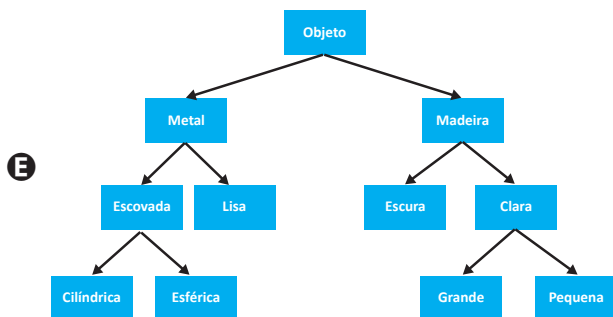 Objeto
Metal
Madeira
E
Escovada
Lisa
Escura
Clara
Cilíndrica
Esférica
Grande
Pequena